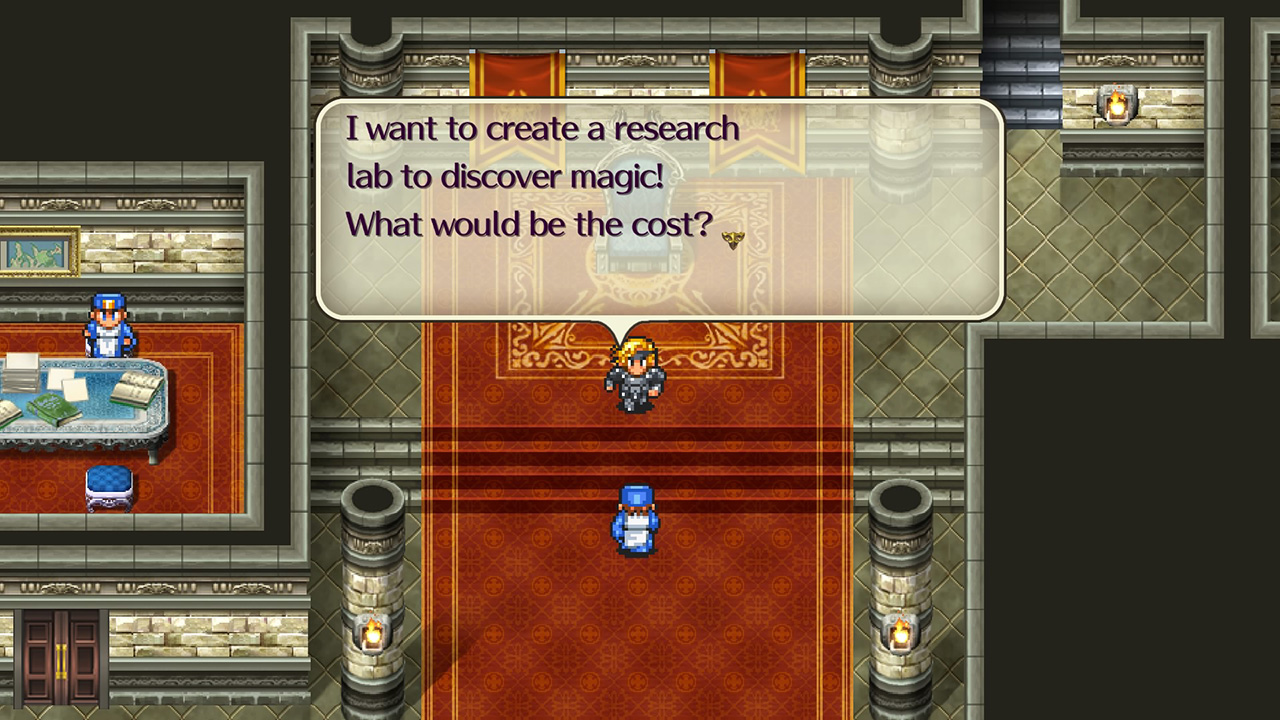 I want to create a research
lab to discover magic!
What would be the cost?